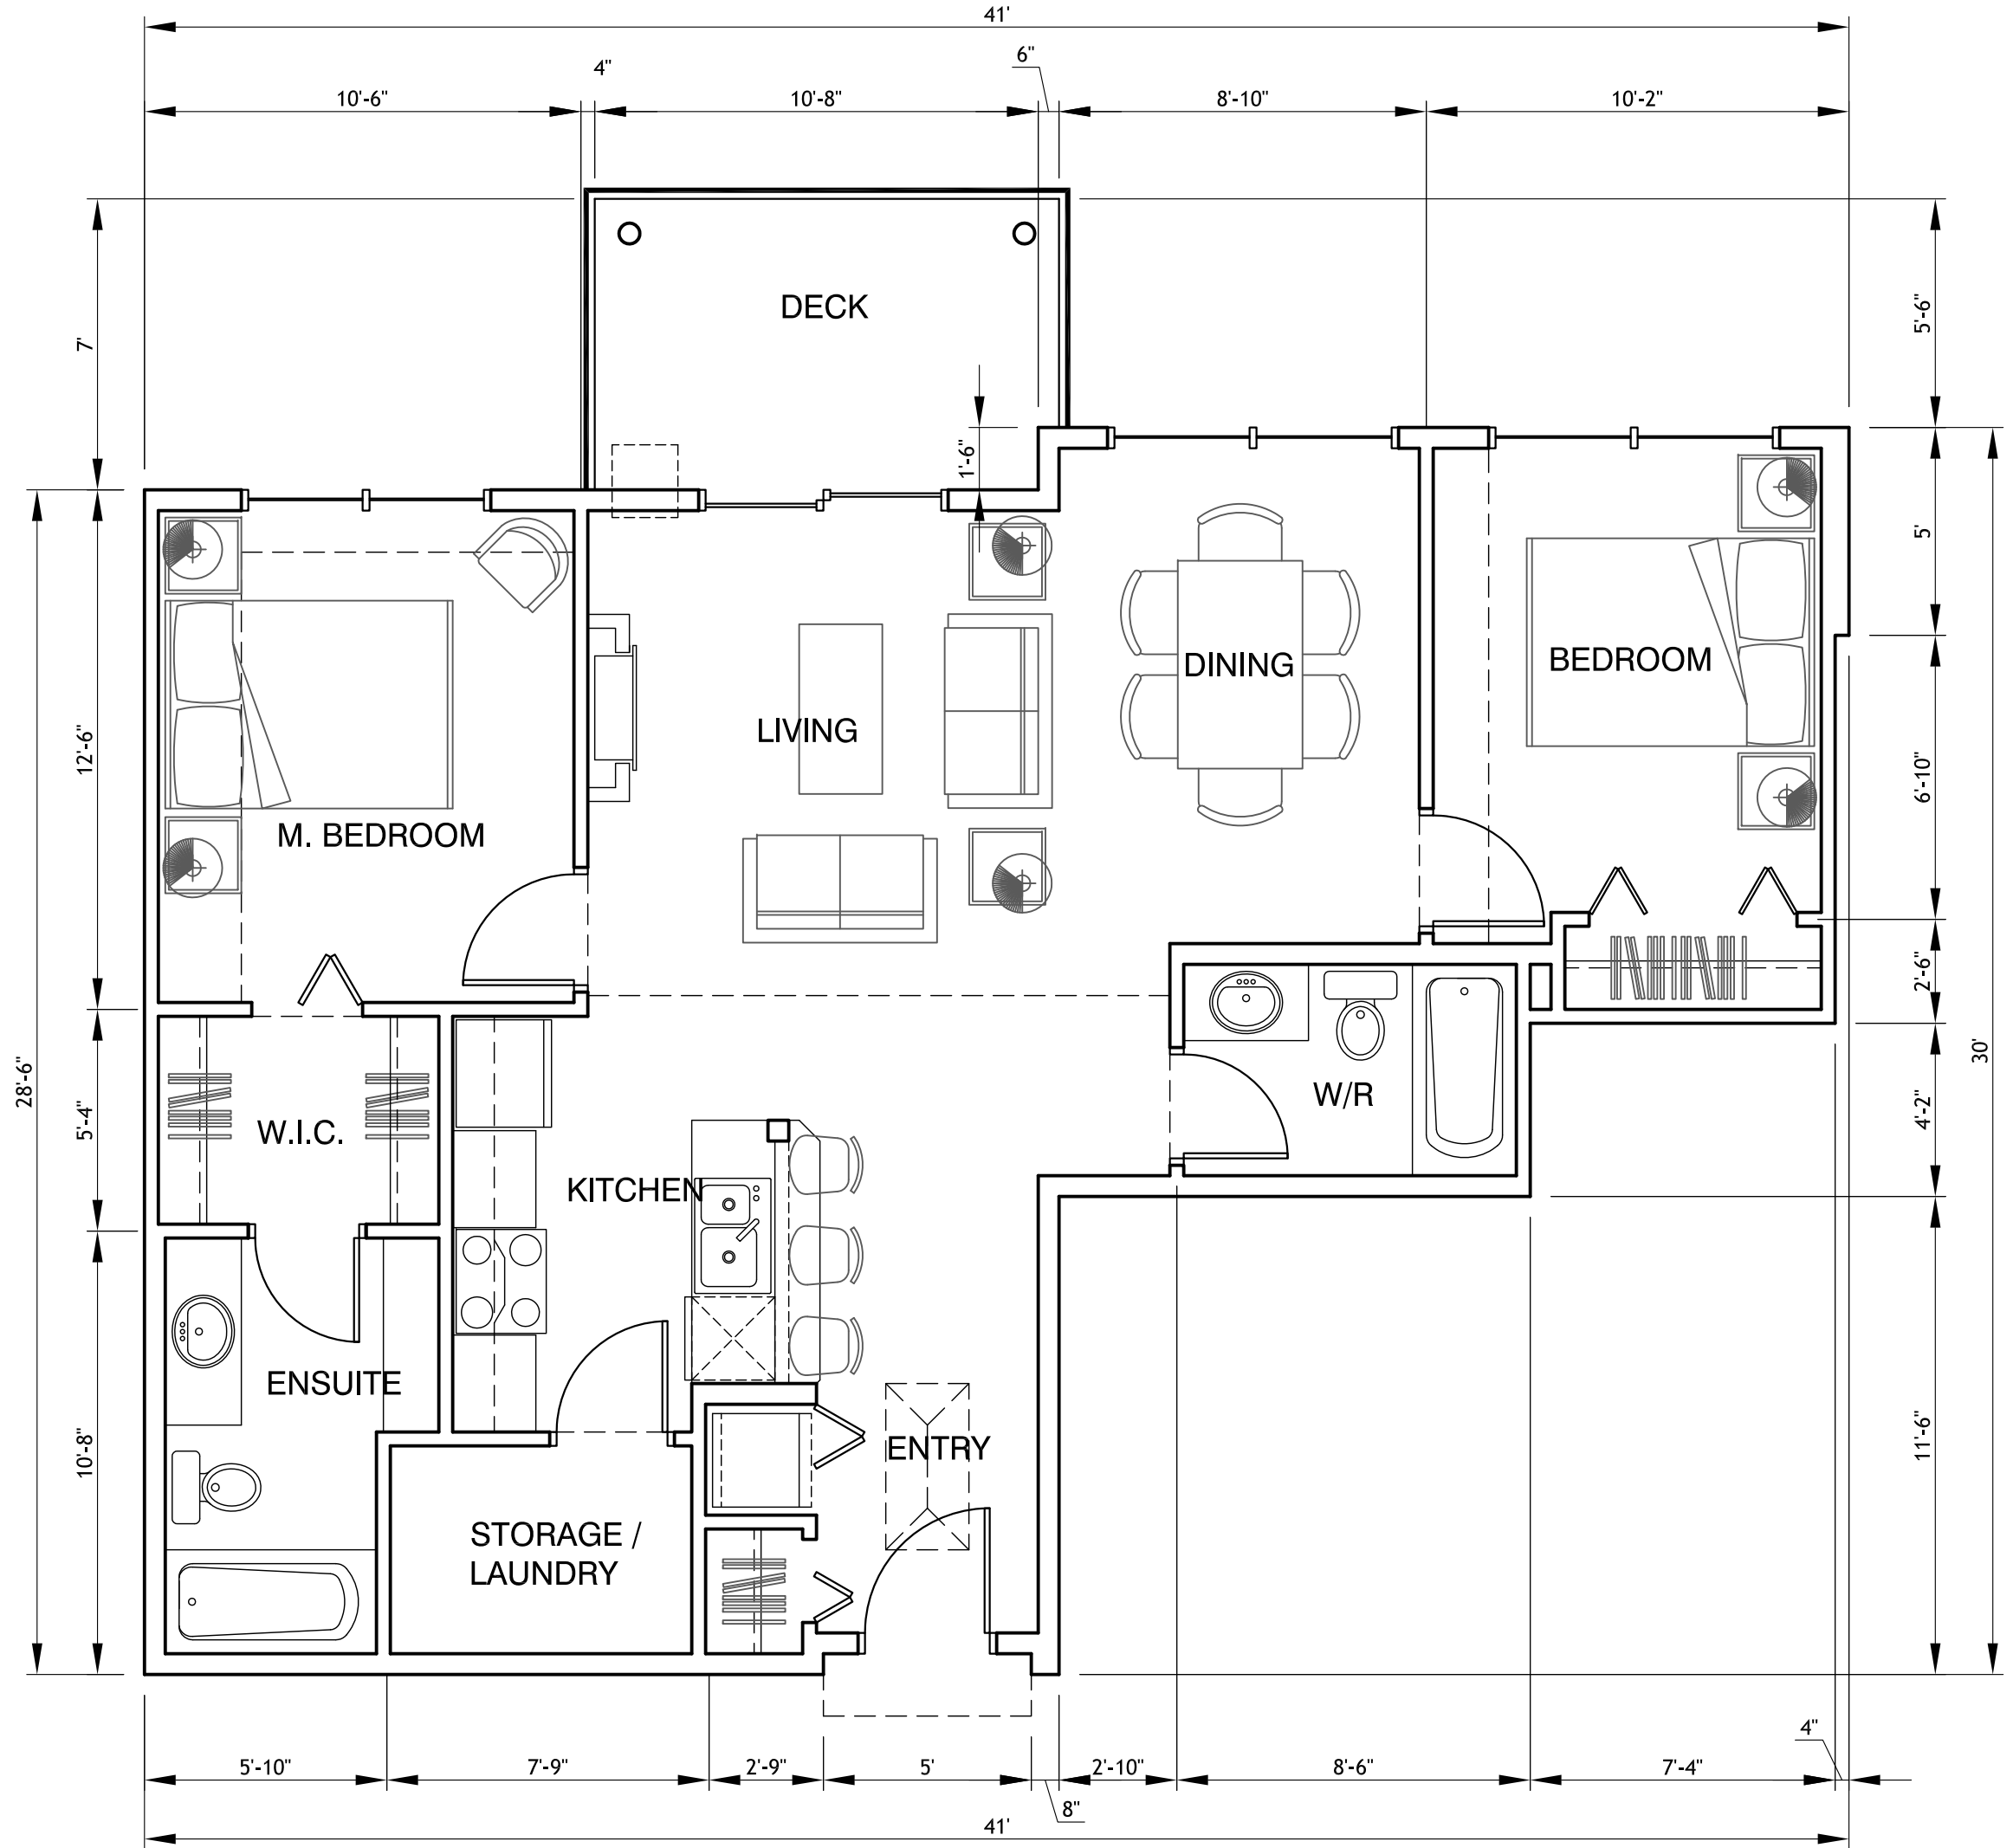 41'
6"
4"
10'-6"
10'-8"
8'-10"
10'-2"
DECK
7'
5'-6"
1'-6"
5'
DINING
BEDROOM
LIVING
12'-6"
6'-10"
M. BEDROOM
2'-6"
28'-6"
30'
5'-4"
W.I.C.
W/R
4'-2"
KITCHEN
ENSUITE
10'-8"
ENTRY
11'-6"
STORAGE /
LAUNDRY
4"
5'-10"
7'-9"
2'-9"
5'
2'-10"
8'-6"
7'-4"
8"
41'